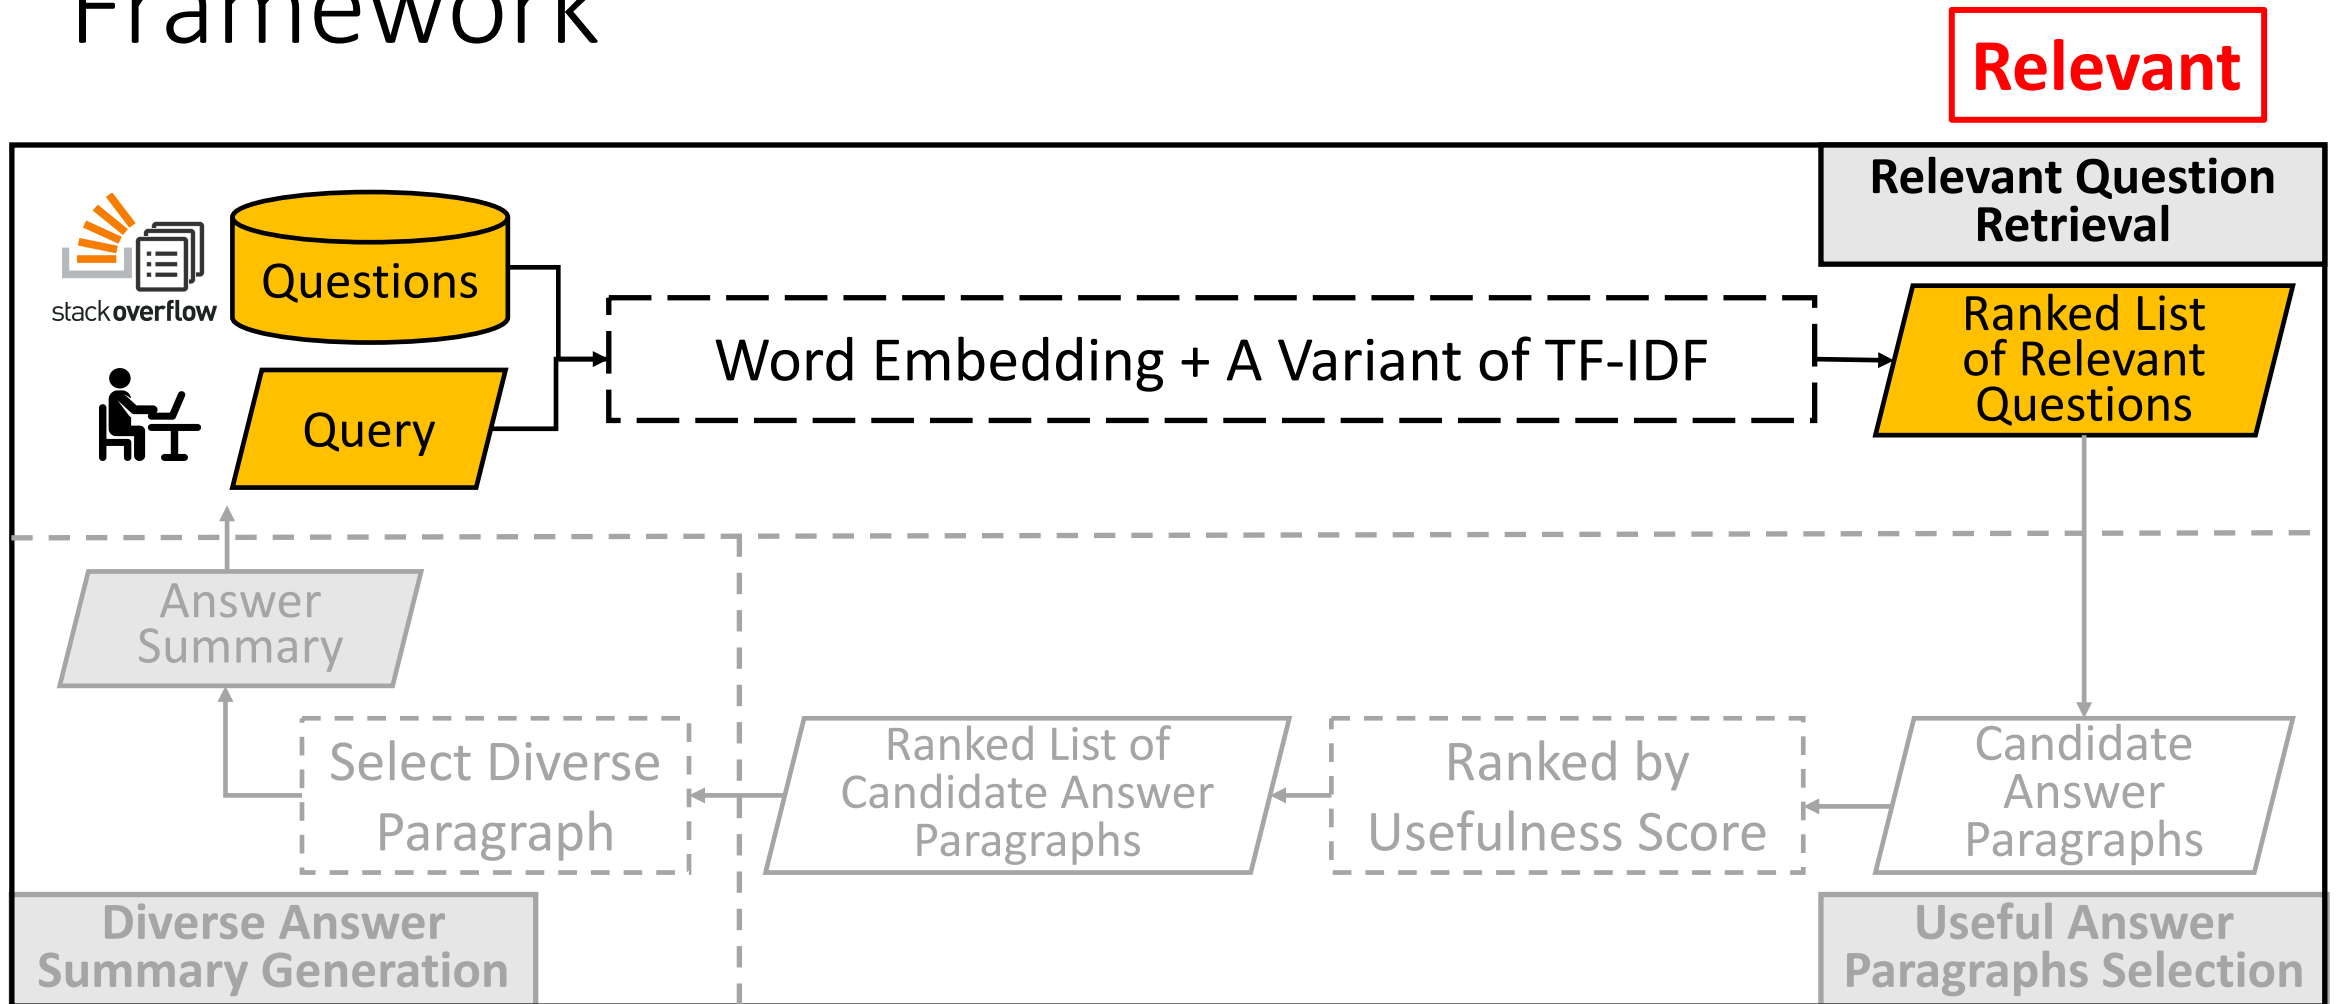 Framework
Relevant
Relevant Question
Retrieval
stackoverflow
Questions
Query
Word Embedding + A Variant of TF-IDF
Ranked List
of Relevant
Questions
Answer
Summary
Select Diverse
Paragraph
Ranked List of
Candidate Answer
Paragraphs
Ranked by
Usefulness Score
Candidate
Answer
Paragraphs
Diverse Answer
Summary Generation
Useful Answer
Paragraphs Selection